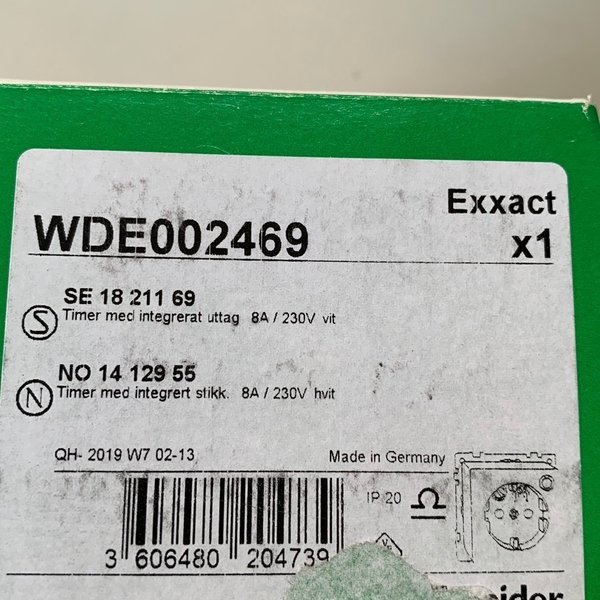 Exxact
WDE002469 x1
SE 18 211 69
S Timer med integrerat uttag 8A / 230V vit
NO 14 129 55
N Timer med integrert stikk. 8A / 230V hvit
QH- 2019 W7 02-13 Made in Germany
IP 20
3 606480 204739